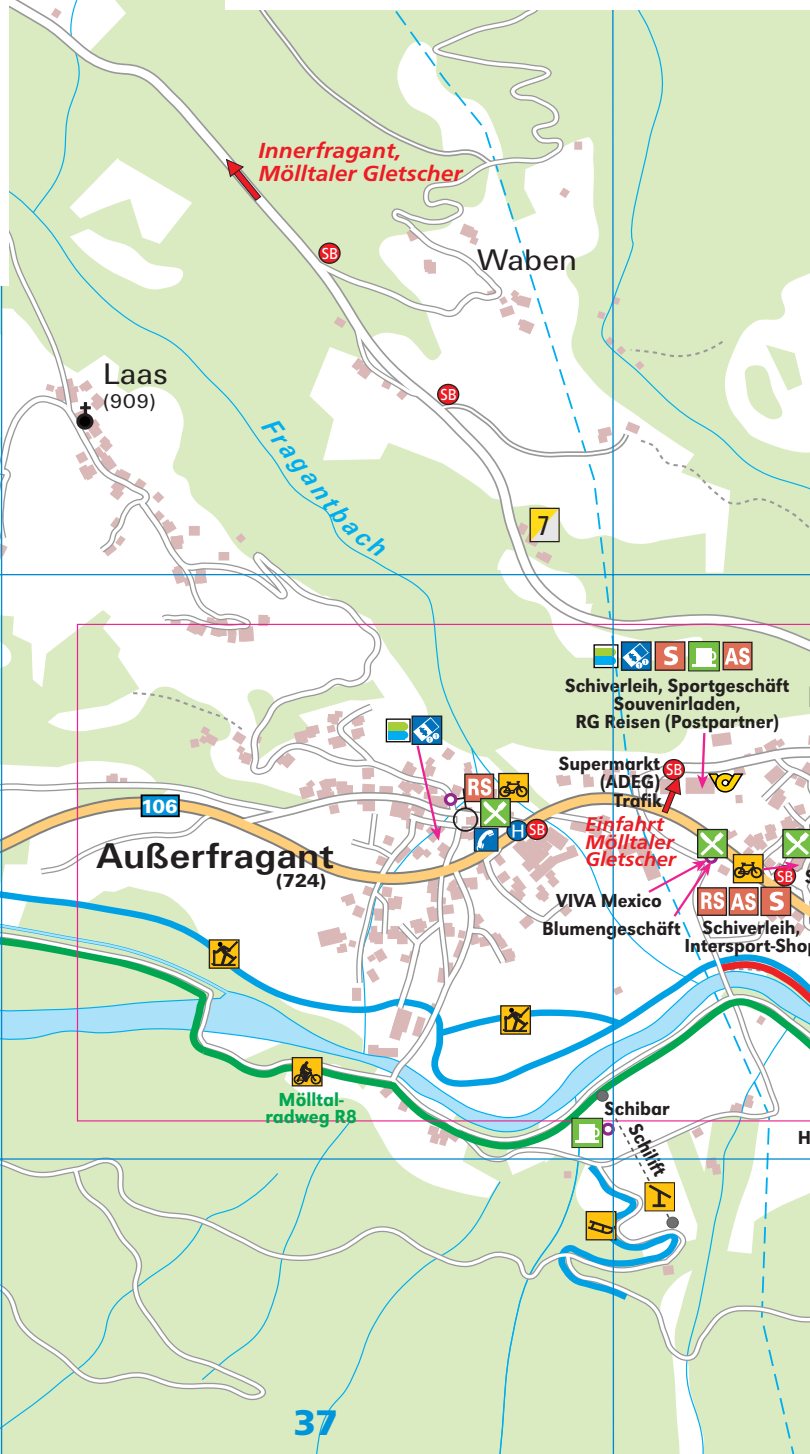 Innerfragant,
Mölltaler Gletscher
SB
Waben
Laas
(909)
SB
Fragantbach
7
S AS
Schiverleih, Sportgeschäft
Souvenirladen,
RG Reisen (Postpartner)
Supermarkt
(ADEG)
Trafik
SB
RS
106
H SB
Einfahrt
Mölltaler
Gletscher
Außerfragant
(724)
SB
S
VIVA Mexico
RS AS S
Blumengeschäft
Schiverleih,
Intersport-Shop
Mölltal-
radweg R8
Schibar
H
Schilift
37